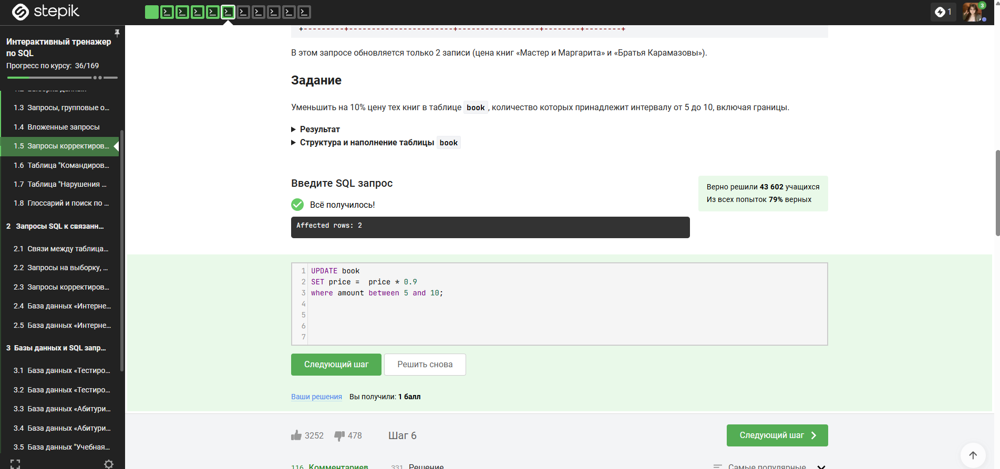 stepik
1
3
Интерактивный тренажер
по SQL
Прогресс по курсу: 36/169
1.3 Запросы, групповые о...
1.4 Вложенные запросы
1.5 Запросы корректиров...
1.6 Таблица "Командиров...
1.7 Таблица "Нарушения ...
1.8 Глоссарий и поиск по ...
2 Запросы SQL к связанн...
2.1 Связи между таблица...
2.2 Запросы на выборку, ...
2.3 Запросы корректиров...
2.4 База данных «Интерне...
2.5 База данных «Интерне...
3 Базы данных и SQL запр...
3.1 База данных «Тестиро...
3.2 База данных «Тестиро...
3.3 База данных «Абитури...
3.4 База данных «Абитури...
3.5 База данных "Учебная...
В этом запросе обновляется только 2 записи (цена книг «Мастер и Маргарита» и «Братья Карамазовы»).
Задание
Уменьшить на 10% цену тех книг в таблице book, количество которых принадлежит интервалу от 5 до 10, включая границы.
Результат
Структура и наполнение таблицы book
Введите SQL запрос
Всё получилось!
Affected rows: 2
Верно решили 43 602 учащихся
Из всех попыток 79% верных
1 UPDATE book
2 SET price =  price * 0.9
3 where amount between 5 and 10;
4
5
6
7
Следующий шаг
Решить снова
Ваши решения Вы получили: 1 балл
3252 478 Шаг 6
Следующий шаг
116 Комментариев 331 Решение
Самые популярные